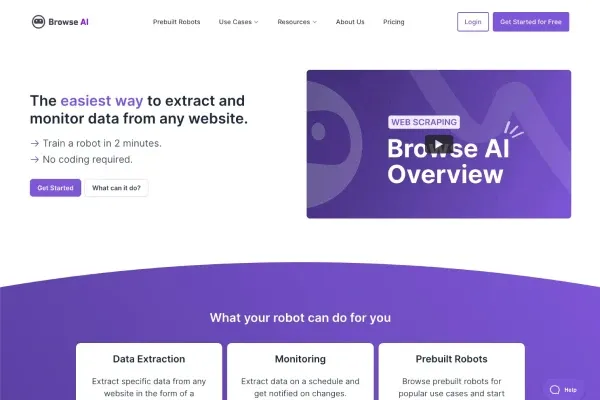 Browse AI
Prebuilt Robots
Use Cases
Resources
About Us
Pricing
Login
Get Started for Free
The easiest way to extract and
monitor data from any website.
→ Train a robot in 2 minutes.
→ No coding required.
Get Started
What can it do?
WEB SCRAPING
Browse AI
Overview
What your robot can do for you
Data Extraction
Extract specific data from any
website in the form of a
Monitoring
Extract data on a schedule and
get notified on changes.
Prebuilt Robots
Browse prebuilt robots for
popular use cases and start
Help